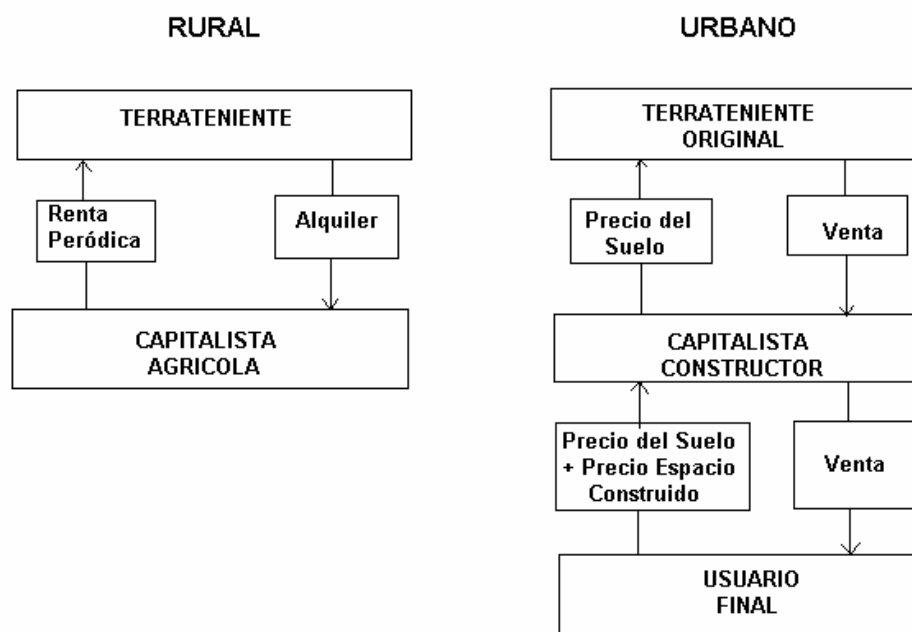 RURAL
TERRATENIENTE
Renta
Peródica
Alquiler
CAPITALISTA
AGRICOLA
URBANO
TERRATENIENTE
ORIGINAL
Precio del
Suelo
Venta
CAPITALISTA
CONSTRUCTOR
Precio del Suelo
+ Precio Espacio
Construido
Venta
USUARIO
FINAL